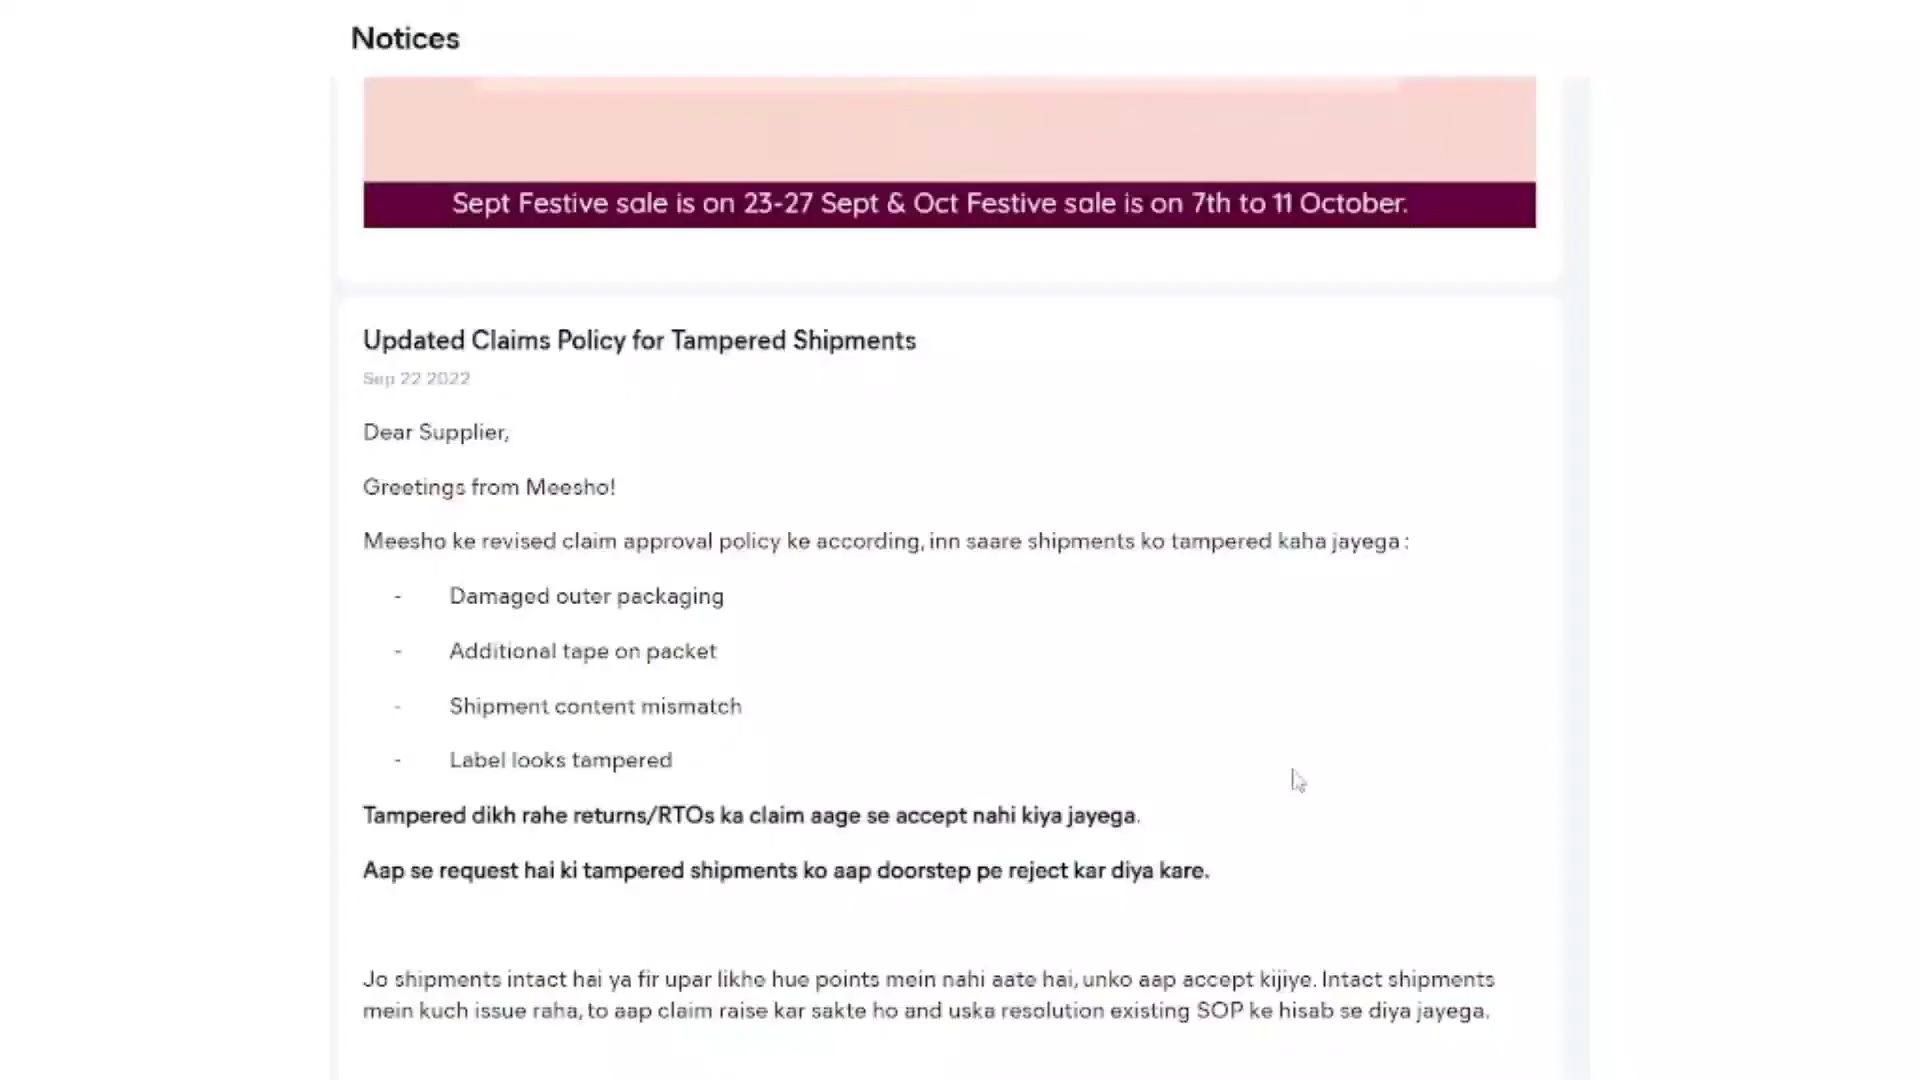 Notices
Sept Festive sale is on 23-27 Sept & Oct Festive sale is on 7th to 11 October.
Updated Claims Policy for Tampered Shipments
Sep 22 2022
Dear Supplier,
Greetings from Meesho!
Meesho ke revised claim approval policy ke according, inn saare shipments ko tampered kaha jayega :
- Damaged outer packaging
- Additional tape on packet
- Shipment content mismatch
- Label looks tampered
Tampered dikh rahe returns/RTOs ka claim aage se accept nahi kiya jayega.
Aap se request hai ki tampered shipments ko aap doorstep pe reject kar diya kare.
Jo shipments intact hai ya fir upar likhe hue points mein nahi aate hai, unko aap accept kijiye. Intact shipments
mein kuch issue raha, to aap claim raise kar sakte ho and uska resolution existing SOP ke hisab se diya jayega.